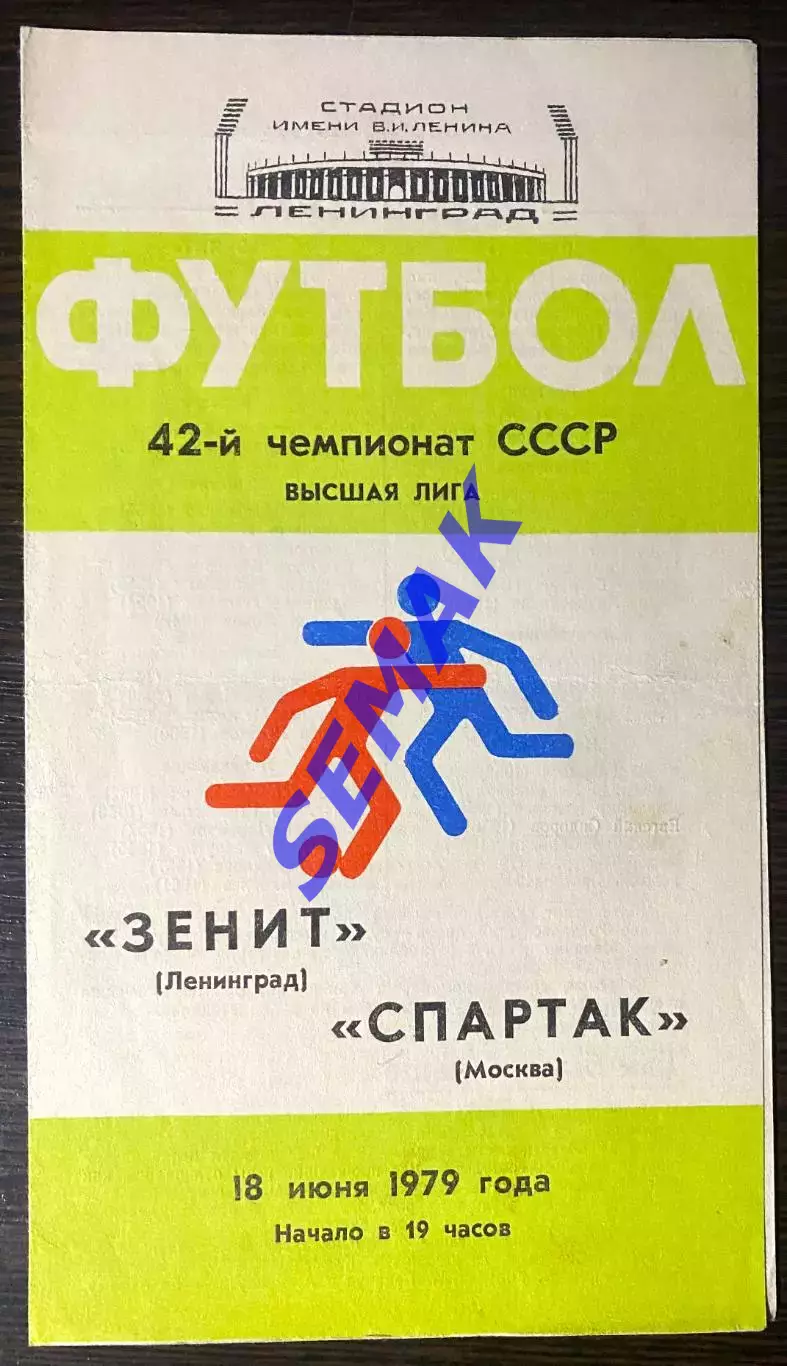 СТАДИОН
ИМЕНИ В.И.ЛЕНИНА
ЛЕНИНГРАД
ФУТБОЛ
42-й чемпионат СССР
ВЫСШАЯ ЛИГА
SEMAK
«ЗЕНИТ»
(Ленинград)
«СПАРТАК»
(Москва)
18 июня 1979 года
Начало в 19 часов